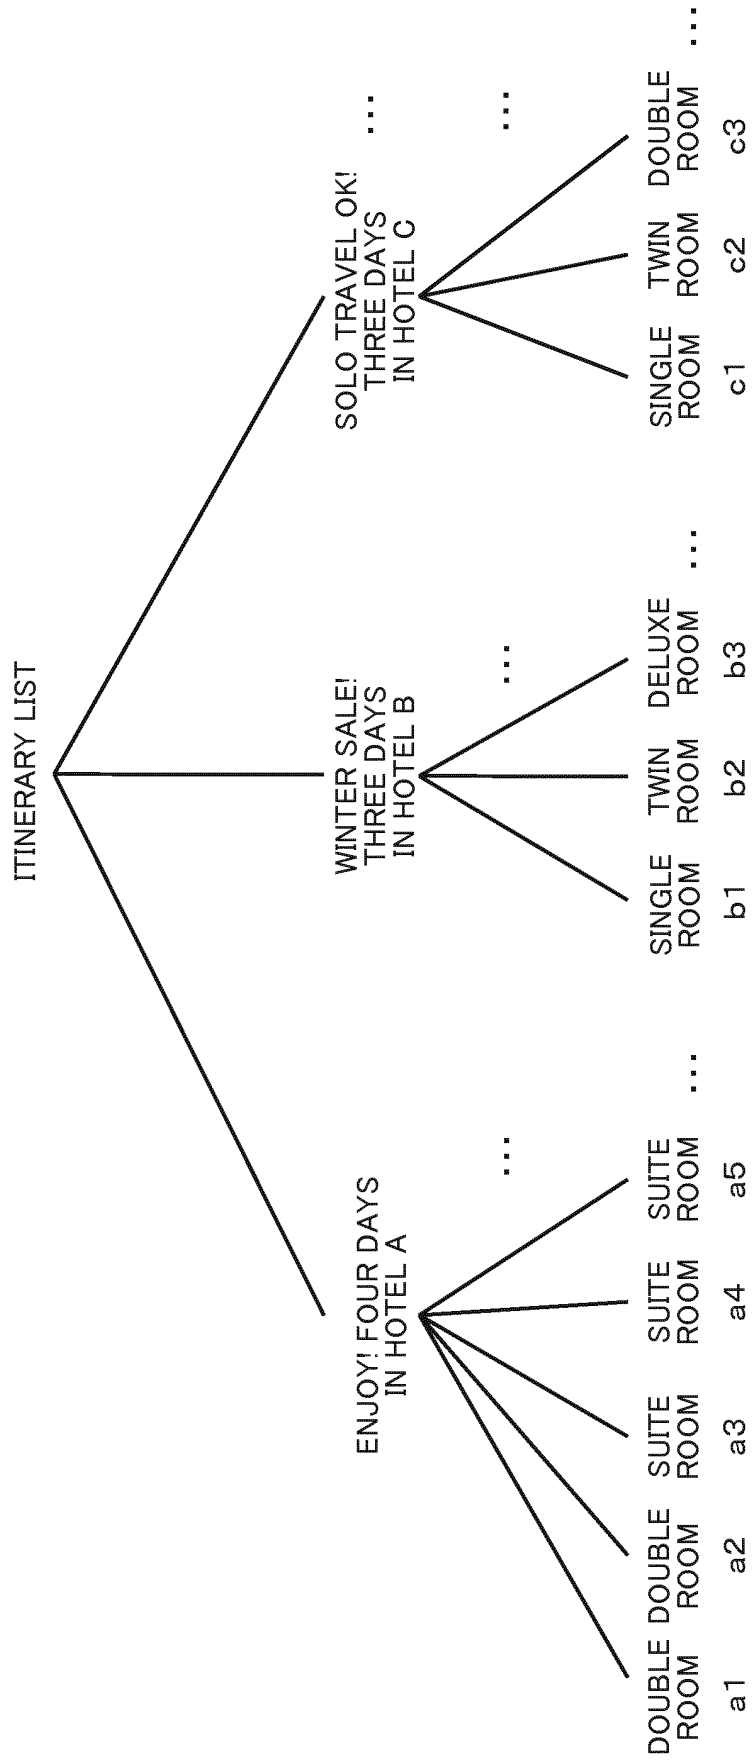 ITINERARY LIST
ENJOY! FOUR DAYS
IN HOTEL A
WINTER SALE!
THREE DAYS
IN HOTEL B
SOLO TRAVEL OK!
THREE DAYS
IN HOTEL C
...
...
...
...
DOUBLE
ROOM
a1
DOUBLE
ROOM
a2
SUITE
ROOM
a3
SUITE
ROOM
a4
SUITE
ROOM
a5
...
SINGLE
ROOM
b1
TWIN
ROOM
b2
DELUXE
ROOM
b3
...
SINGLE
ROOM
c1
TWIN
ROOM
c2
DOUBLE
ROOM
c3
...